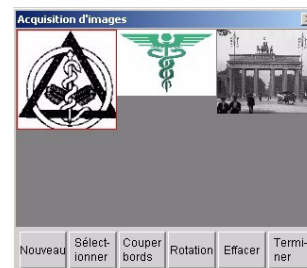 Acquisition d'images
Nouveau
Sélect-
ionner
Couper
bords
Rotation
Effacer
Termi-
ner